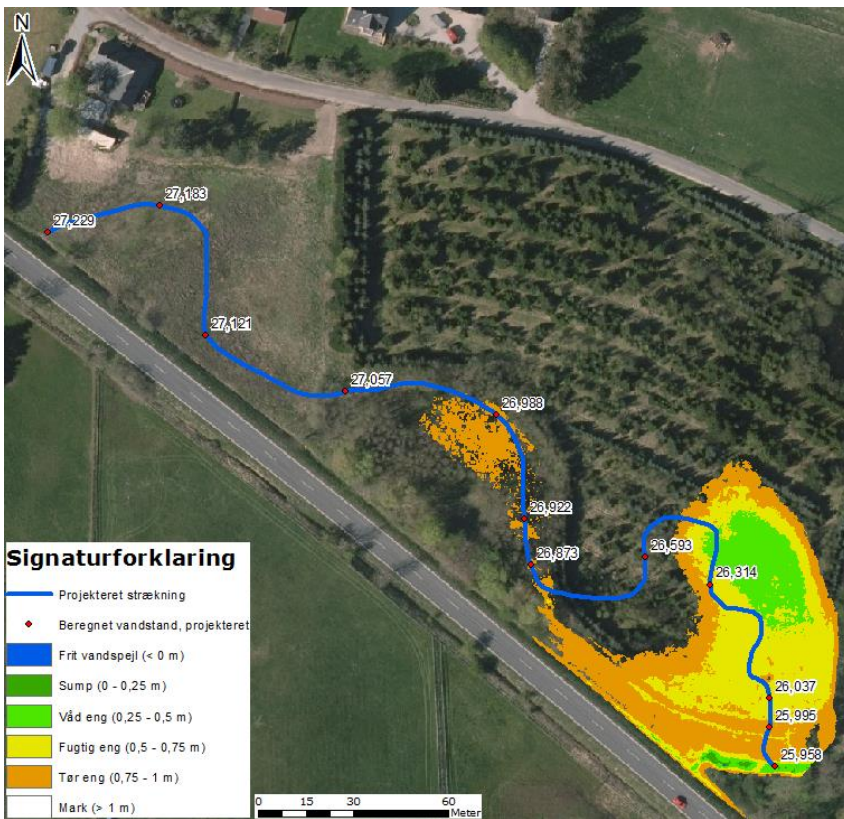 N
27,183
27,229
27,121
27,057
26,988
26,922
26,873
26,593
26,314
26,037
25,995
25,958
Signaturforklaring
Projekteret strækning
Beregnet vandstand, projekteret
Frit vandspejl (< 0 m)
Sump (0 - 0,25 m)
Våd eng (0,25 - 0,5 m)
Fugtig eng (0,5 - 0,75 m)
Tør eng (0,75 - 1 m)
Mark (> 1 m)
0 15 30 60
Meter